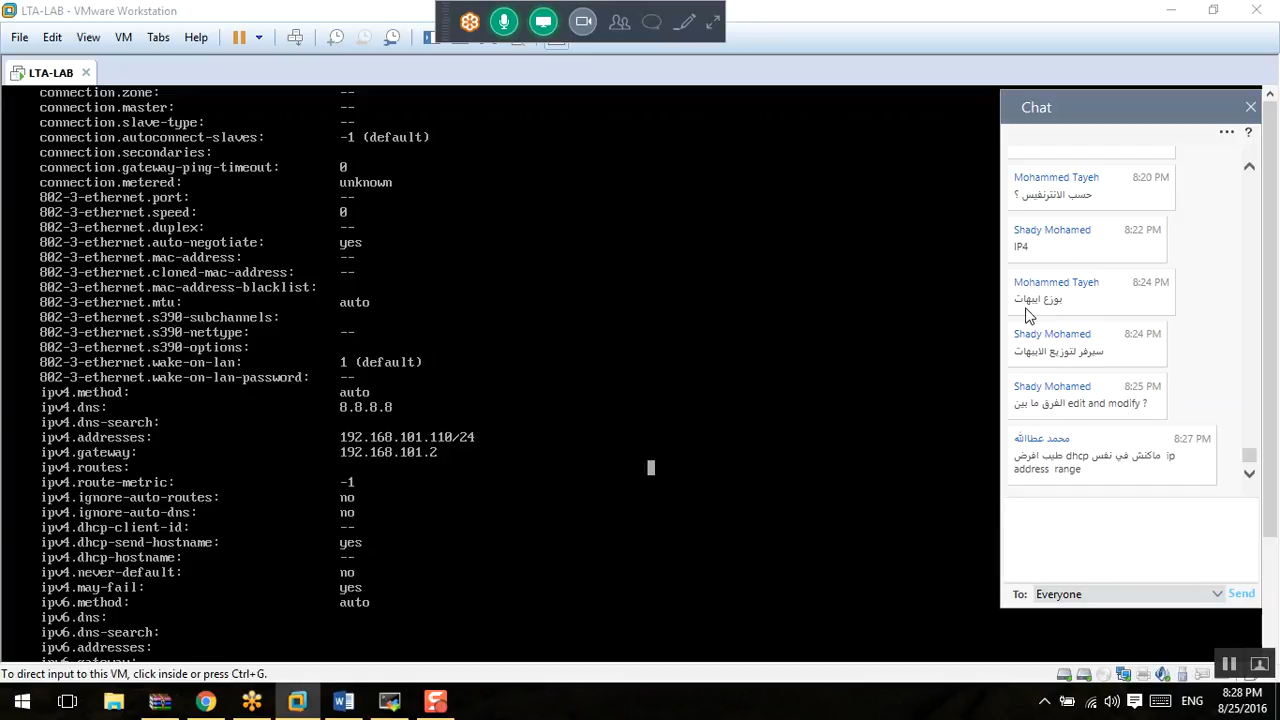 LTA-LAB - VMware Workstation
File Edit View VM Tabs Help
LTA-LAB
connection.zone: --
connection.master: --
connection.slave-type: --
connection.autoconnect-slaves: -1 (default)
connection.secondaries:
connection.gateway-ping-timeout: 0
connection.metered: unknown
802-3-ethernet.port: --
802-3-ethernet.speed: 0
802-3-ethernet.duplex: --
802-3-ethernet.auto-negotiate: yes
802-3-ethernet.mac-address: --
802-3-ethernet.cloned-mac-address: --
802-3-ethernet.mac-address-blacklist:
802-3-ethernet.mtu: auto
802-3-ethernet.s390-subchannels:
802-3-ethernet.s390-nettype: --
802-3-ethernet.s390-options:
802-3-ethernet.wake-on-lan: 1 (default)
802-3-ethernet.wake-on-lan-password: --
ipv4.method: auto
ipv4.dns: 8.8.8.8
ipv4.dns-search:
ipv4.addresses: 192.168.101.110/24
ipv4.gateway: 192.168.101.2
ipv4.routes:
ipv4.route-metric: -1
ipv4.ignore-auto-routes: no
ipv4.ignore-auto-dns: no
ipv4.dhcp-client-id: --
ipv4.dhcp-send-hostname: yes
ipv4.dhcp-hostname: --
ipv4.never-default: no
ipv4.may-fail: yes
ipv6.method: auto
ipv6.dns:
ipv6.dns-search:
ipv6.addresses:
ipv6.gateway:
Chat
Mohammed Tayeh 8:20 PM
حسب الانترنفيس ؟
Shady Mohamed 8:22 PM
IP4
Mohammed Tayeh 8:24 PM
بوزع ايبهات
Shady Mohamed 8:24 PM
سيرفر لتوزيع الايبهات
Shady Mohamed 8:25 PM
الفرق ما بين edit and modify ?
محمد عطاالله 8:27 PM
طيب افرض dhcp ماكنش في نفس ip
address range
To: Everyone Send
To direct input to this VM, click inside or press Ctrl+G.
ENG
8:28 PM
8/25/2016